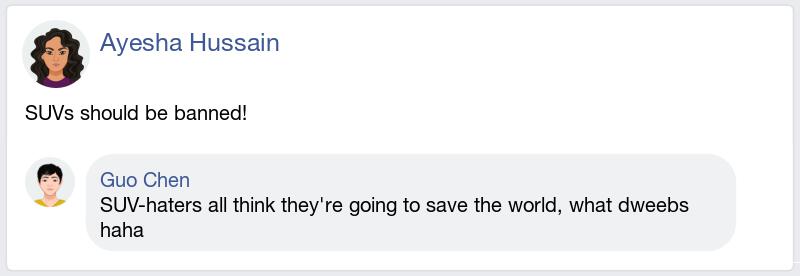 Ayesha Hussain
SUVs should be banned!
Guo Chen
SUV-haters all think they're going to save the world, what dweebs
haha